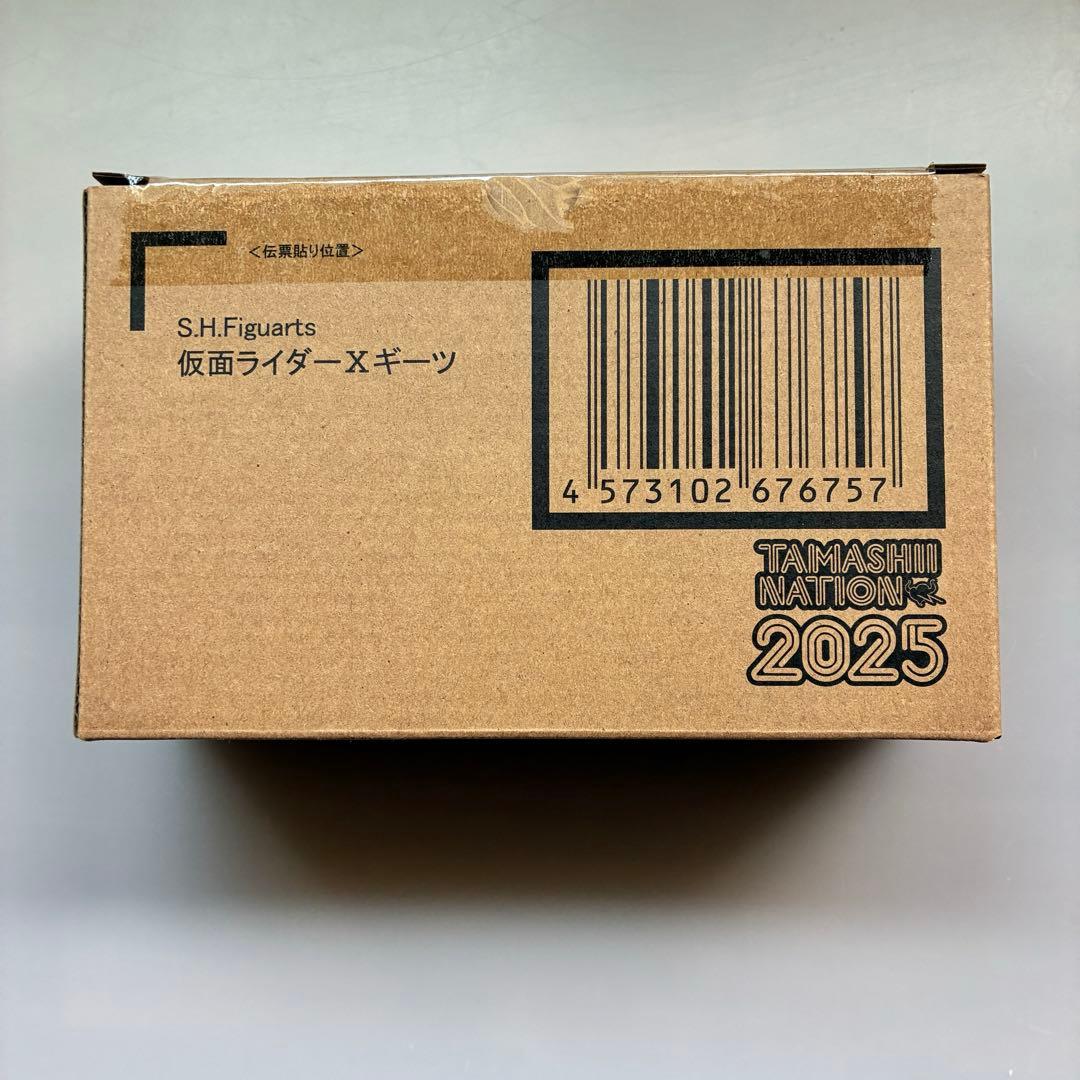 <伝票貼り位置>
S.H.Figuarts
仮面ライダーXギーツ
4 573102 676757
TAMASHII
NATION
2025